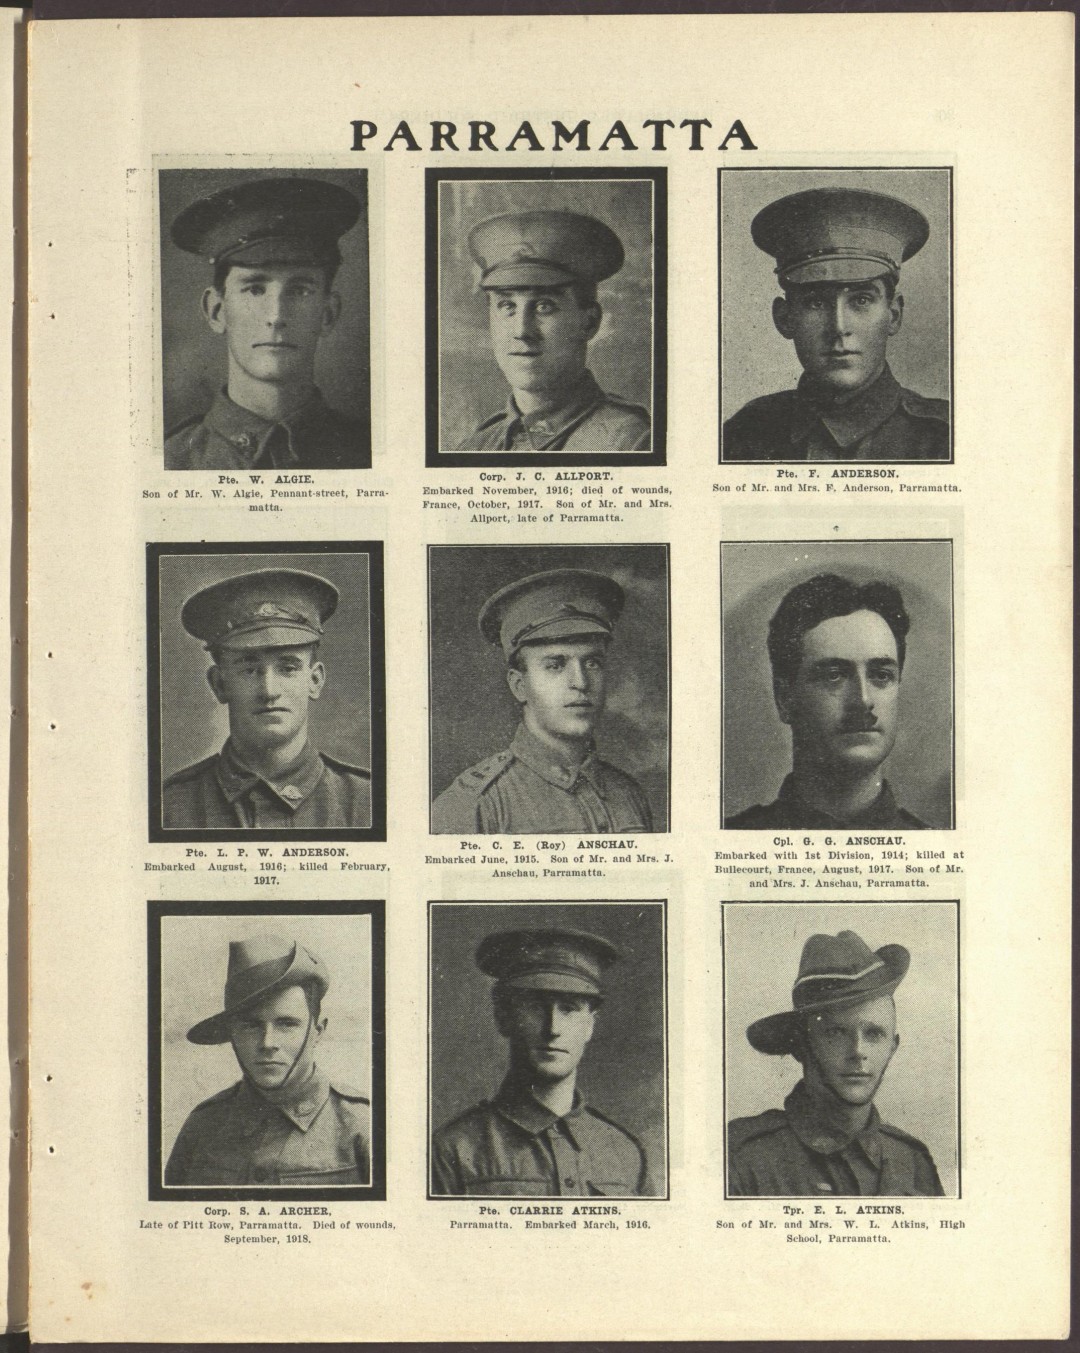 PARRAMATTA
Pte. W. ALGIE.
Son of Mr. W. Algie, Pennant-street, Parra-
matta.
Corp. J. C. ALLPORT.
Embarked November, 1916; died of wounds,
France, October, 1917. Son of Mr. and Mrs.
Allport, late of Parramatta.
Pte. F. ANDERSON.
Son of Mr. and Mrs. F. Anderson, Parramatta.
Pte. L. P. W. ANDERSON.
Embarked August, 1916; killed February,
1917.
Pte. C. E. (Roy) ANSCHAU.
Embarked June, 1915. Son of Mr. and Mrs. J.
Anschau, Parramatta.
Cpl. G. G. ANSCHAU.
Embarked with 1st Division, 1914; killed at
Bullecourt, France, August, 1917. Son of Mr.
and Mrs. J. Anschau, Parramatta.
Corp. S. A. ARCHER,
Late of Pitt Row, Parramatta. Died of wounds,
September, 1918.
Pte. CLARRIE ATKINS.
Parramatta. Embarked March, 1916.
Tpr. E. L. ATKINS.
Son of Mr. and Mrs. W. L. Atkins, High
School, Parramatta.